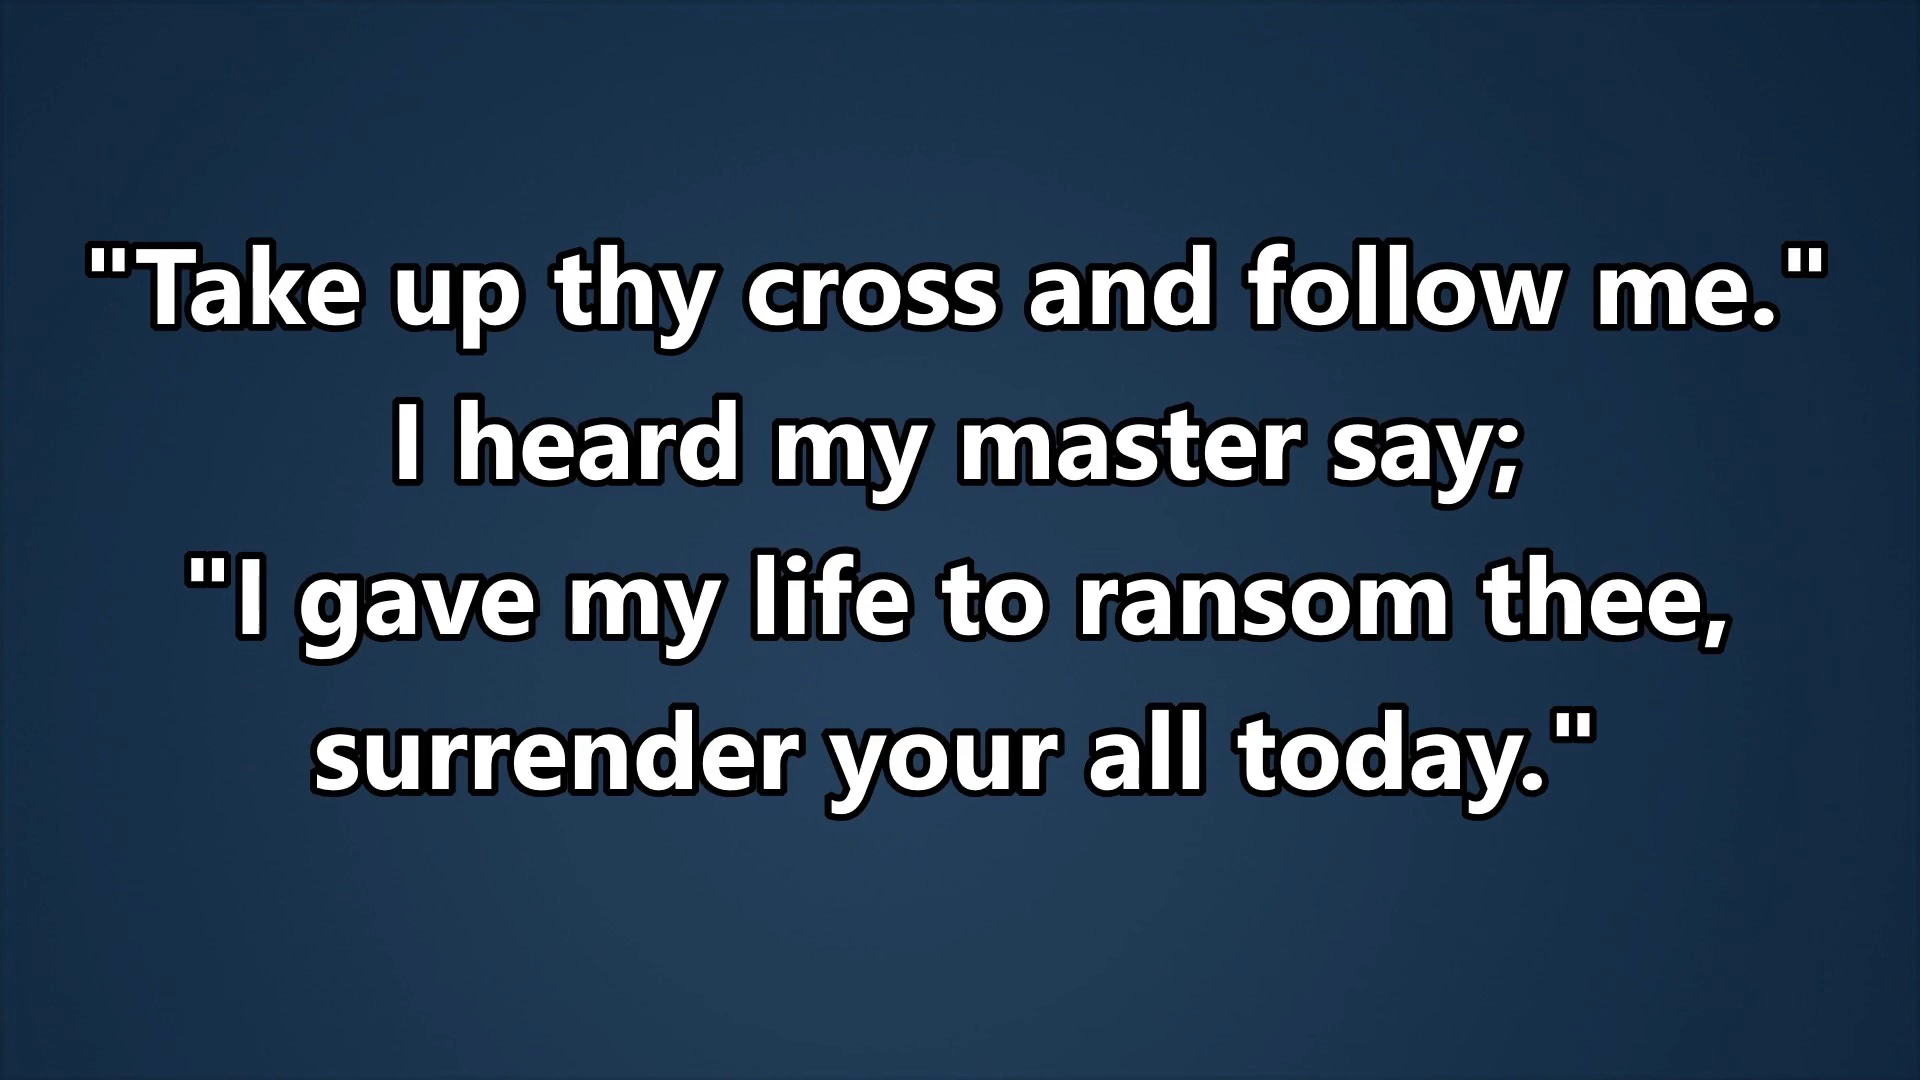 "Take up thy cross and follow me."
I heard my master say;
"I gave my life to ransom thee,
surrender your all today."